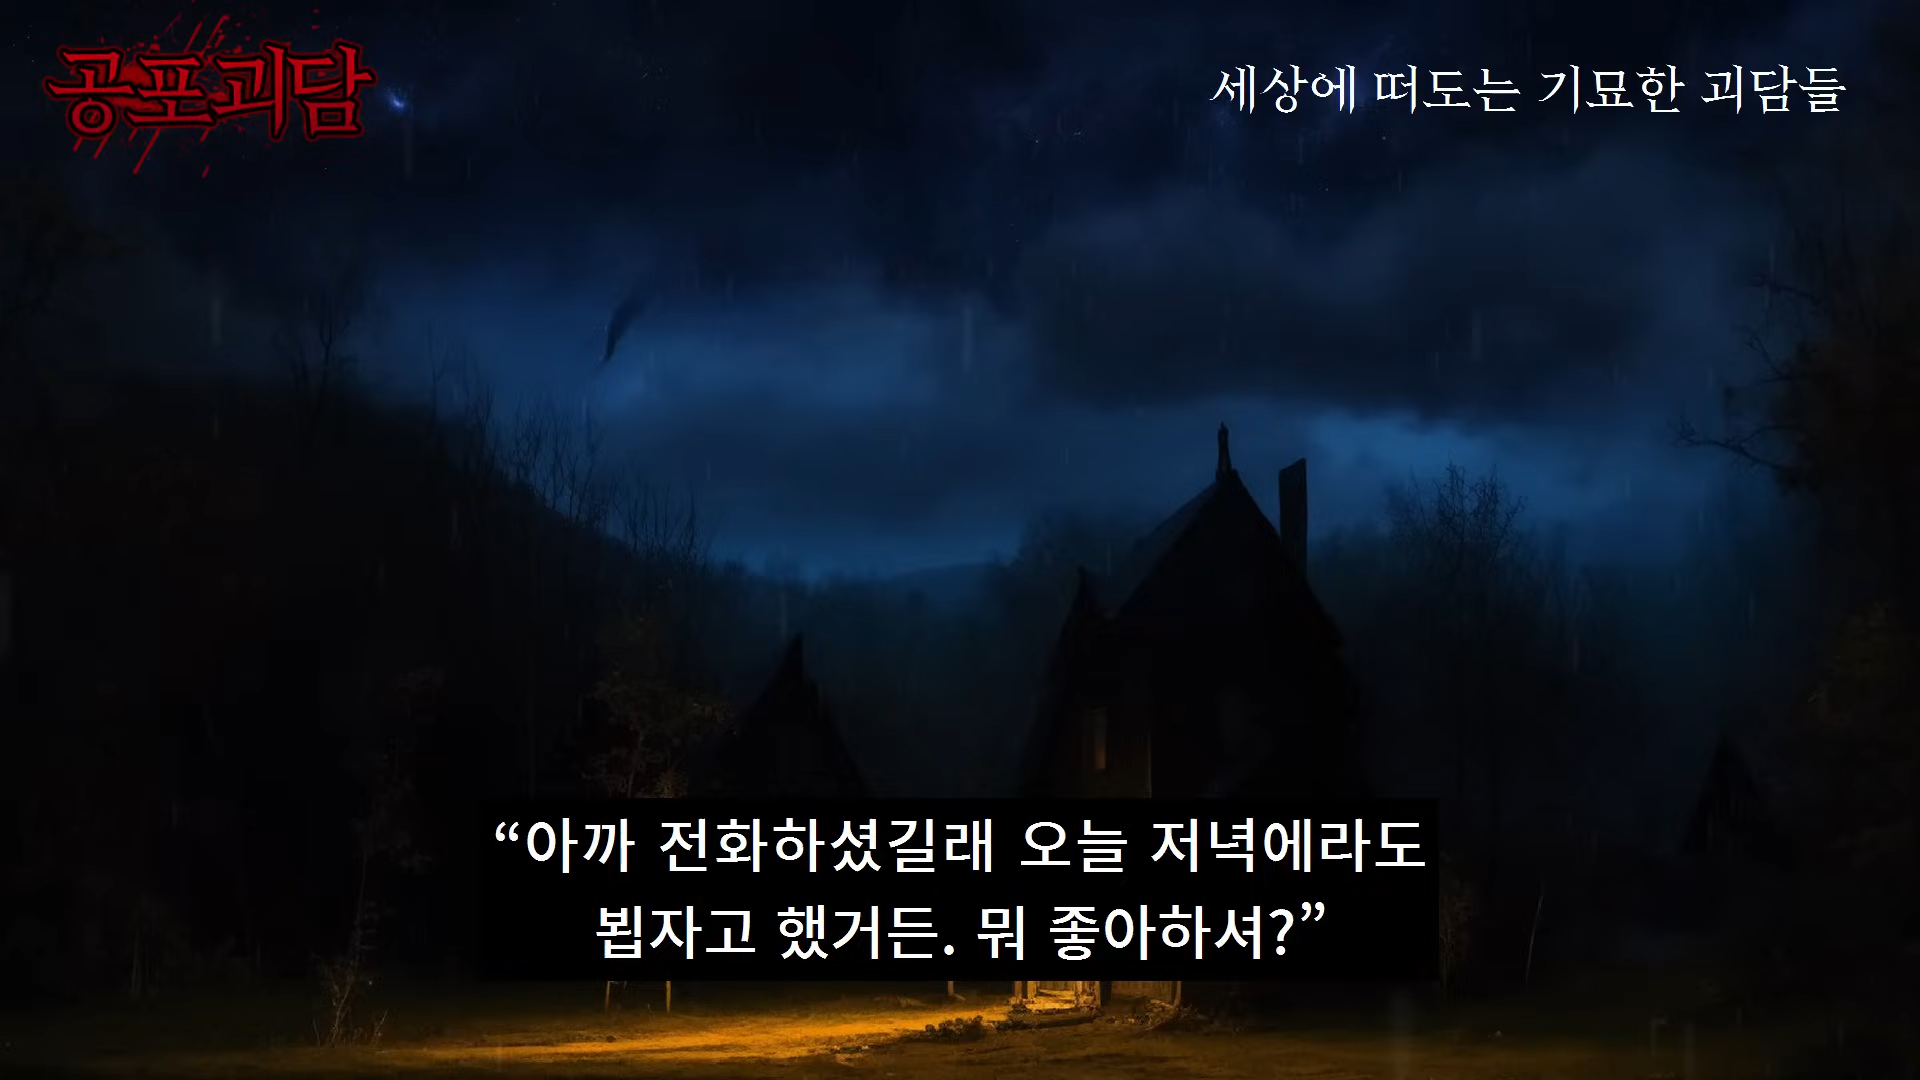 공포괴담
세상에 떠도는 기묘한 괴담들
“아까 전화하셨길래 오늘 저녁에라도
뵙자고 했거든. 뭐 좋아하셔?”